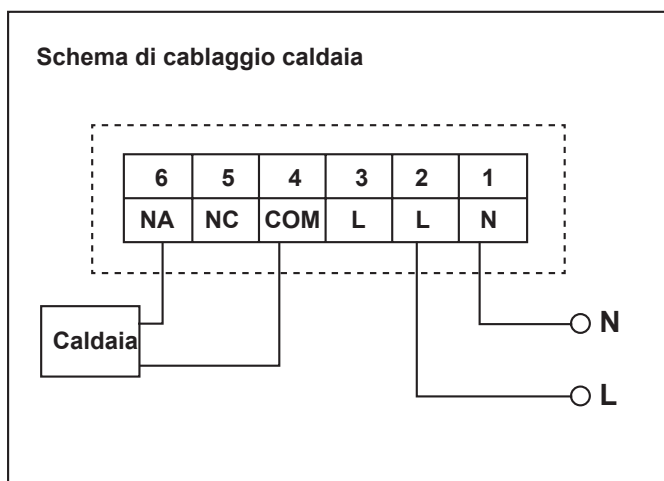 Schema di cablaggio caldaia
6 5 4 3 2 1
NA NC COM L L N
N
Caldaia
L